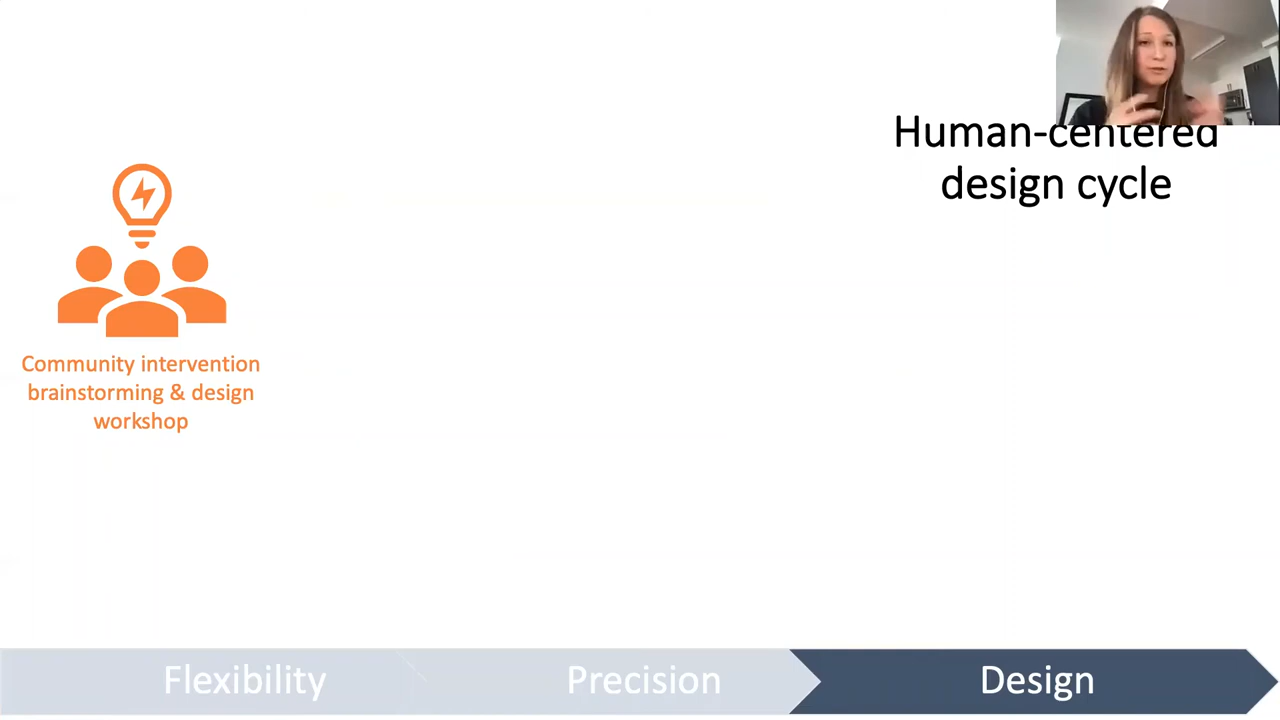 Human-centered
design cycle
Community intervention
brainstorming & design
workshop
Flexibility
Precision
Design